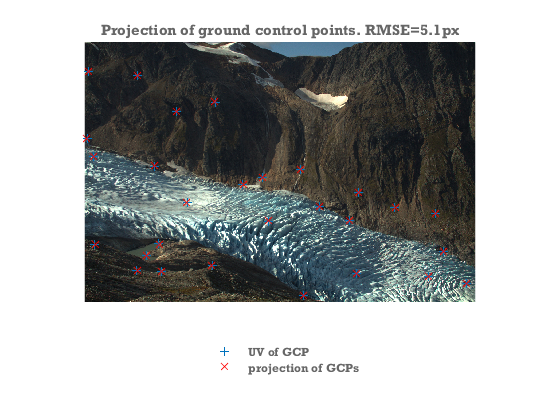 Projection of ground control points. RMSE=5.1px
UV of GCP
projection of GCPs